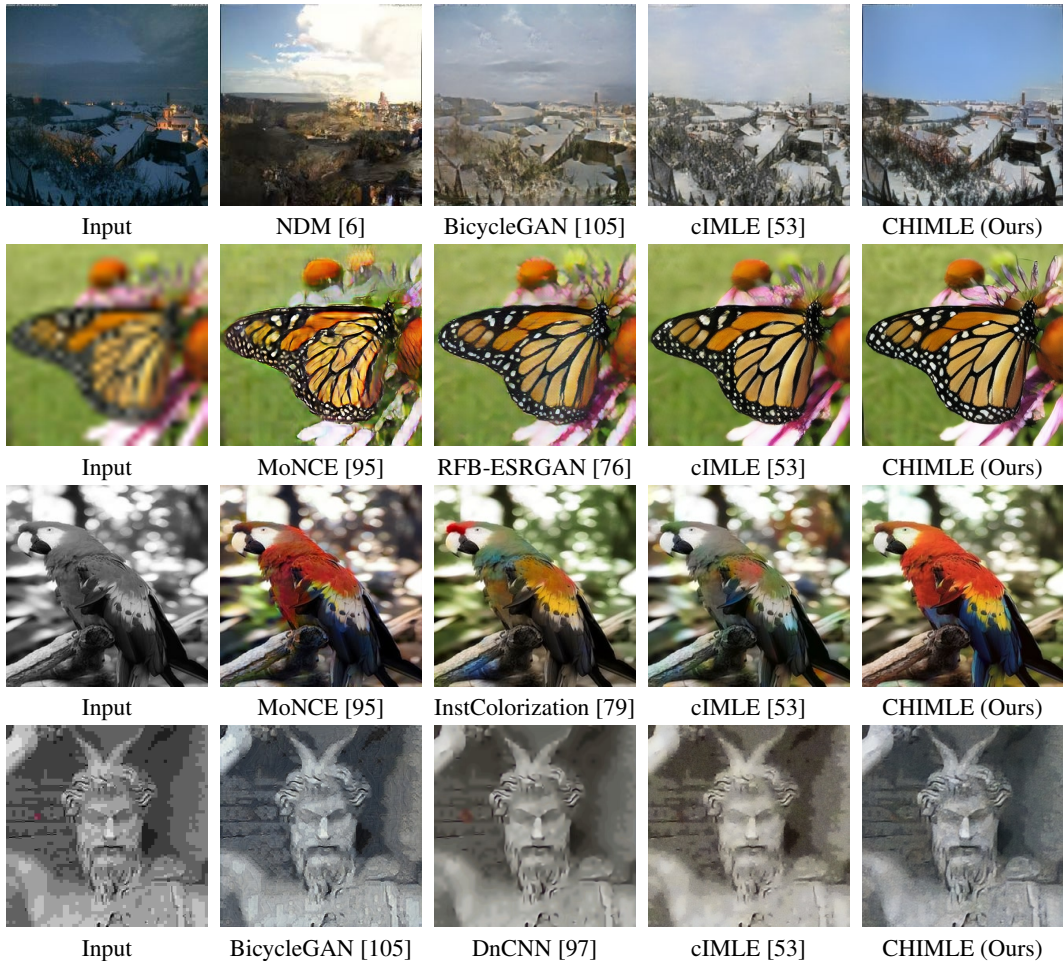 Input NDM [6] BicycleGAN [105] cIMLE [53] CHIMLE (Ours)
Input MoNCE [95] RFB-ESRGAN [76] cIMLE [53] CHIMLE (Ours)
Input MoNCE [95] InstColorization [79] cIMLE [53] CHIMLE (Ours)
Input BicycleGAN [105] DnCNN [97] cIMLE [53] CHIMLE (Ours)